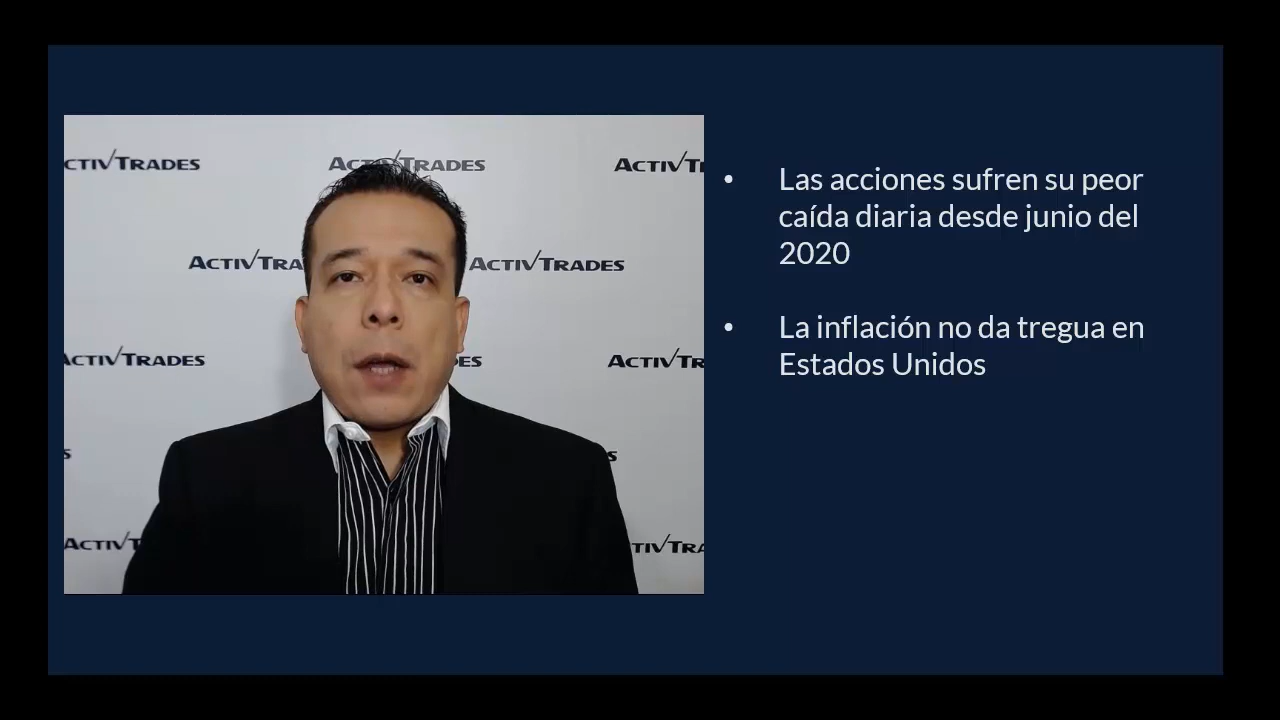 ACTIVTRADES ACTIVTRADES
ACTIVTRADES
• Las acciones sufren su peor
caída diaria desde junio del
2020
• La inflación no da tregua en
Estados Unidos